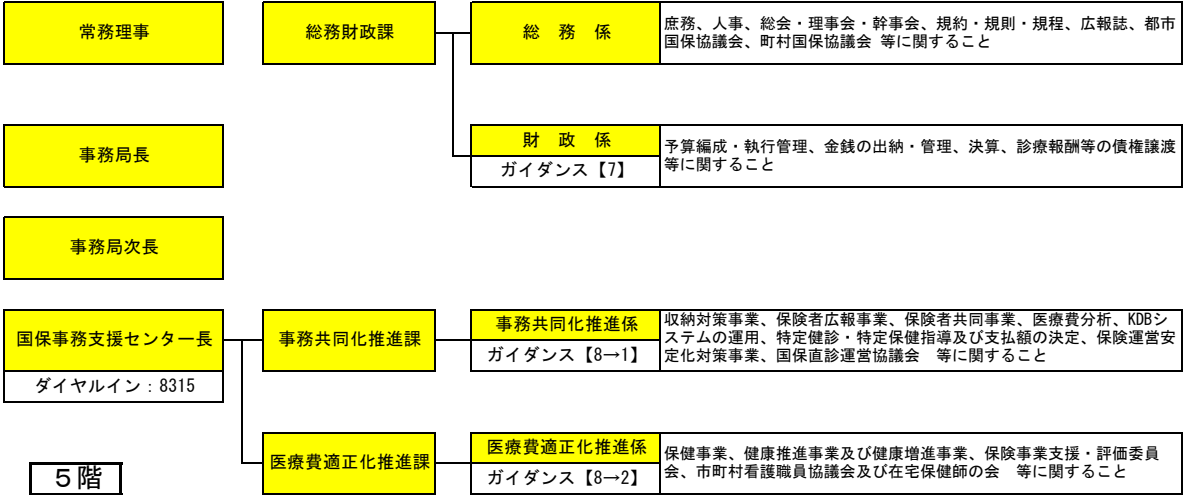 常務理事
総務財政課
総　務　係
庶務、人事、総会・理事会・幹事会、規約・規則・規程、広報誌、都市
国保協議会、町村国保協議会 等に関すること
事務局長
財　政　係
ガイダンス【7】
予算編成・執行管理、金銭の出納・管理、決算、診療報酬等の債権譲渡
等に関すること
事務局次長
国保事務支援センター長
ダイヤルイン：8315
事務共同化推進課
事務共同化推進係
ガイダンス【8→1】
収納対策事業、保険者広報事業、保険者共同事業、医療費分析、KDBシ
ステムの運用、特定健診・特定保健指導及び支払額の決定、保険運営安
定化対策事業、国保直診運営協議会　等に関すること
医療費適正化推進課
医療費適正化推進係
ガイダンス【8→2】
保健事業、健康推進事業及び健康増進事業、保険事業支援・評価委員
会、市町村看護職員協議会及び在宅保健師の会　等に関すること
５階